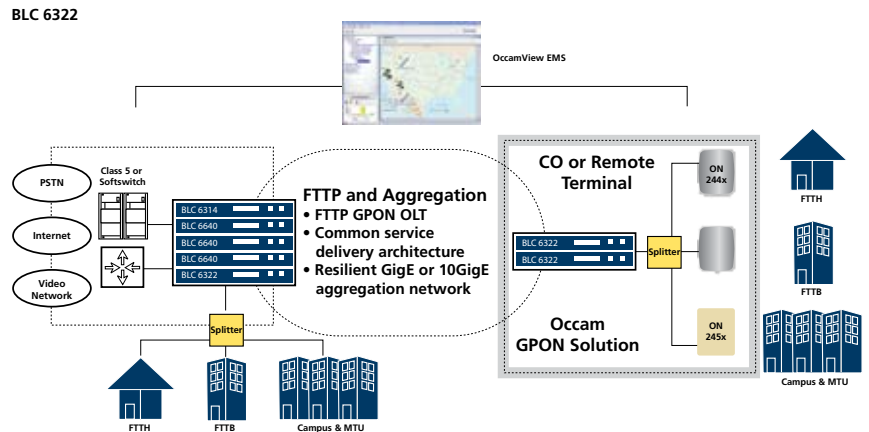 BLC 6322
OccamView EMS
PSTN
Internet
Video
Network
Class 5 or
Softswitch
BLC 6314
BLC 6640
BLC 6640
BLC 6640
BLC 6322
Splitter
FTTH
FTTB
Campus & MTU
FTTP and Aggregation
• FTTP GPON OLT
• Common service
delivery architecture
• Resilient GigE or 10GigE
aggregation network
CO or Remote
Terminal
BLC 6322
BLC 6322
Splitter
ON
244x
ON
245x
Occam
GPON Solution
FTTH
FTTB
Campus & MTU